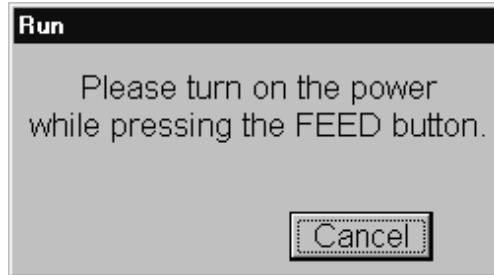 Run
Please turn on the power
while pressing the FEED button.
Cancel